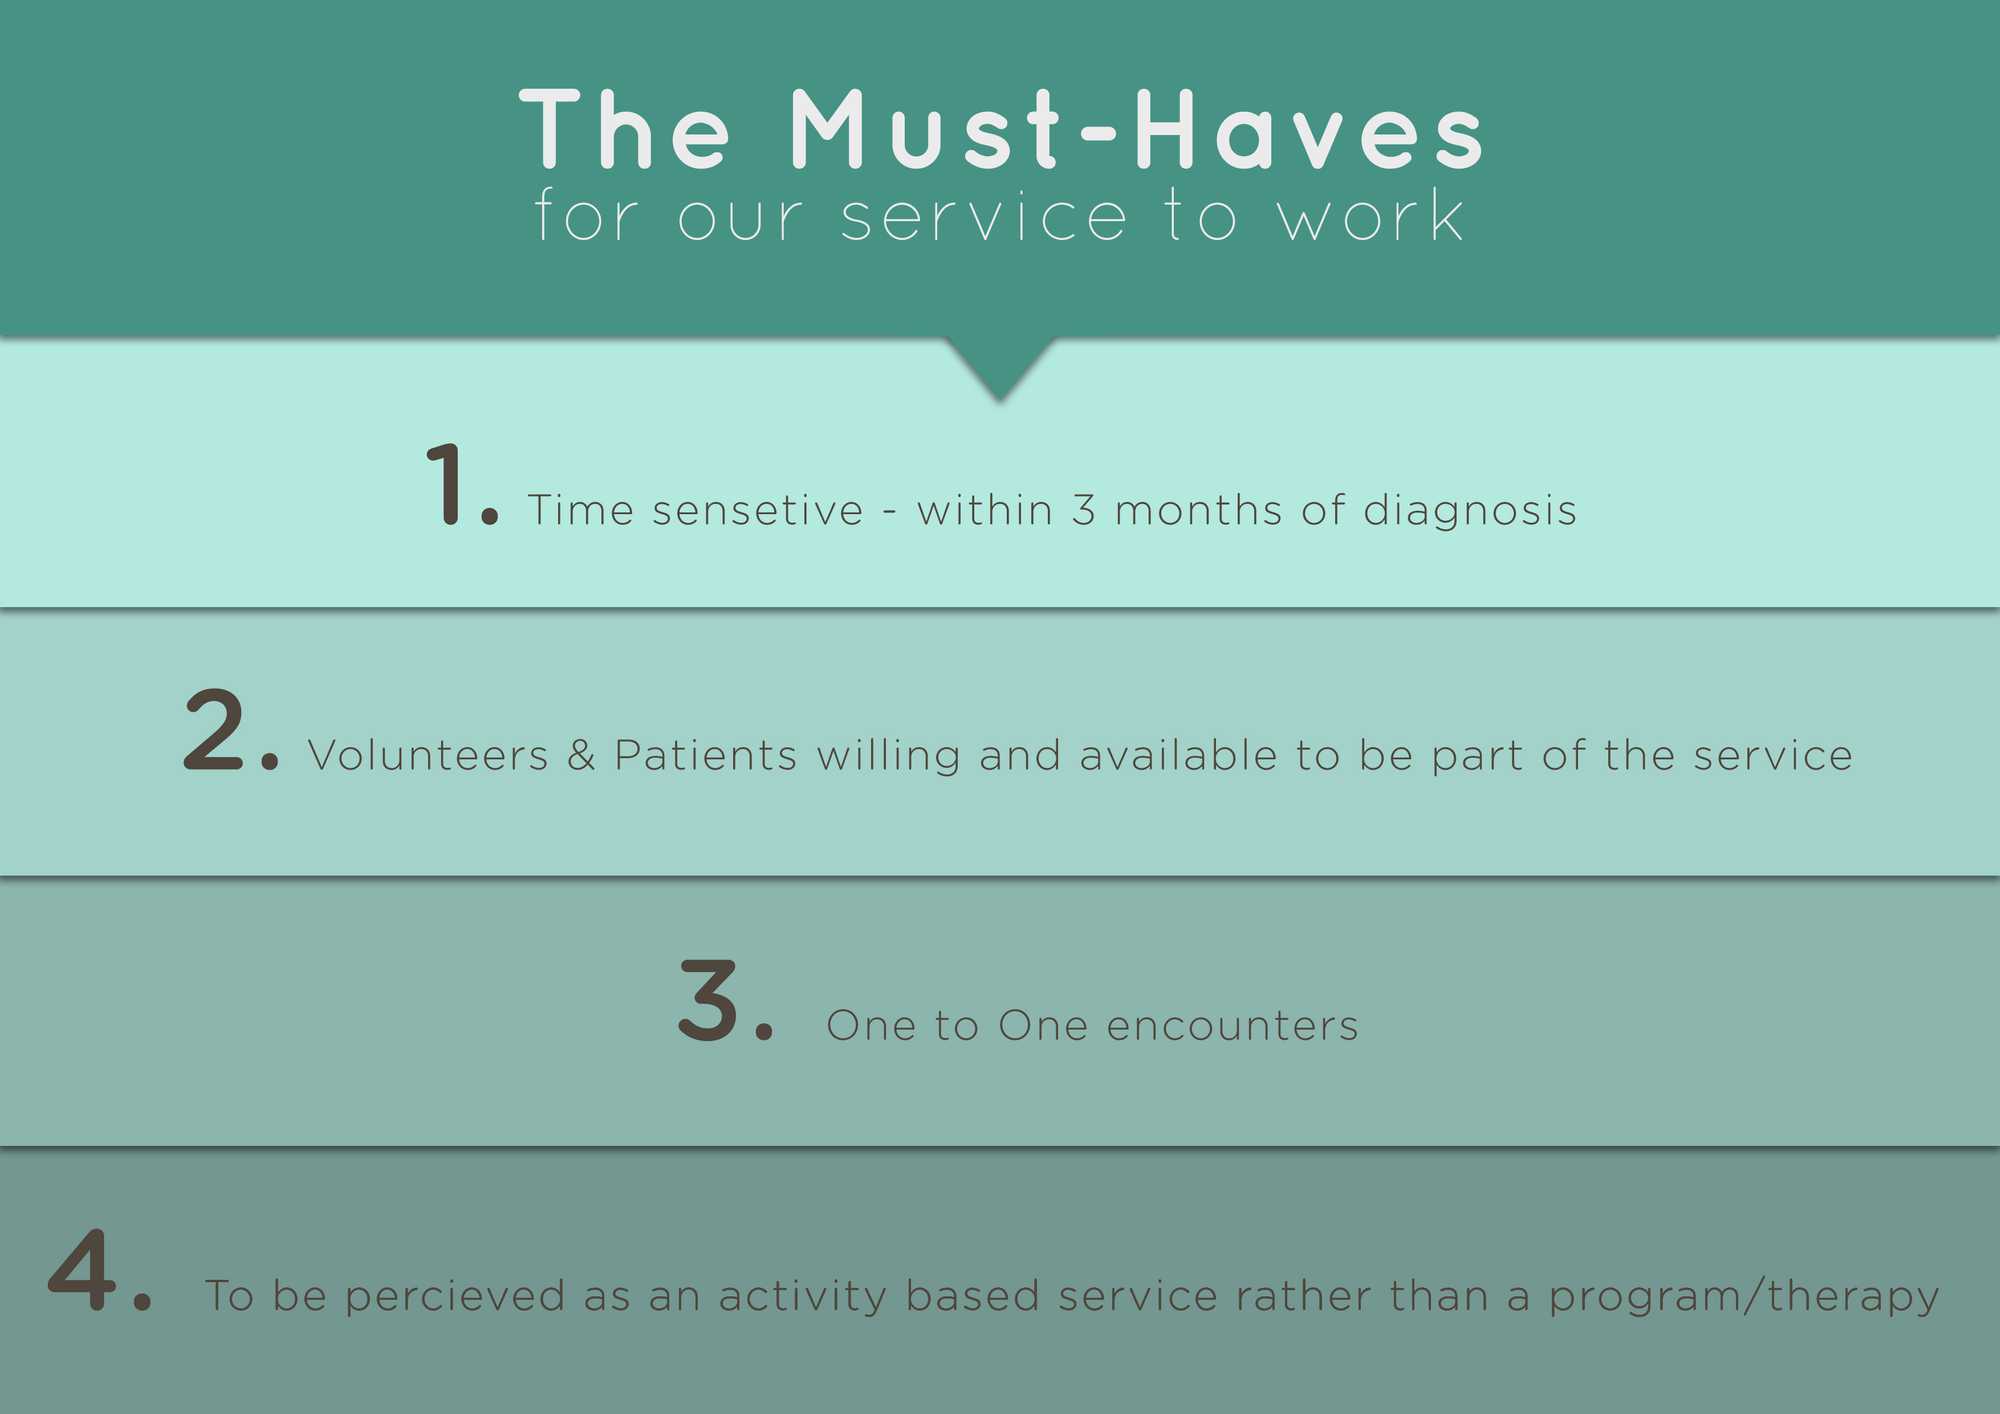 The Must-Haves
for our service to work
1. Time sensetive - within 3 months of diagnosis
2. Volunteers & Patients willing and available to be part of the service
3. One to One encounters
4. To be percieved as an activity based service rather than a program/therapy